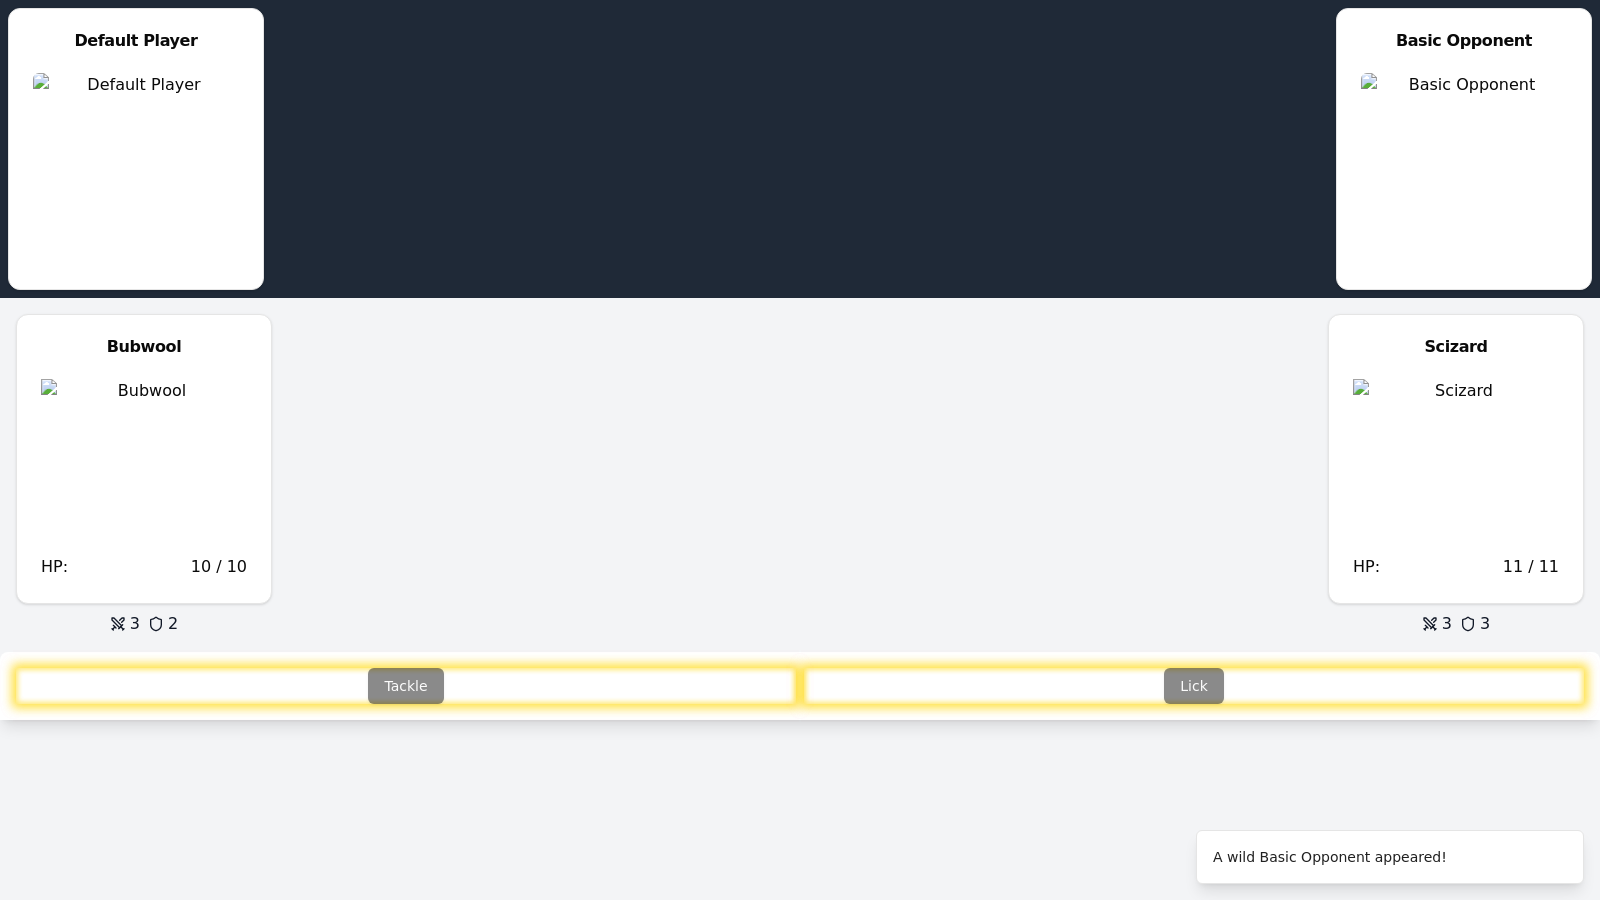 Default Player
Default Player
Basic Opponent
Basic Opponent
Bubwool
Bubwool
HP: 10 / 10
3 2
Scizard
Scizard
HP: 11 / 11
3 3
Tackle
Lick
A wild Basic Opponent appeared!